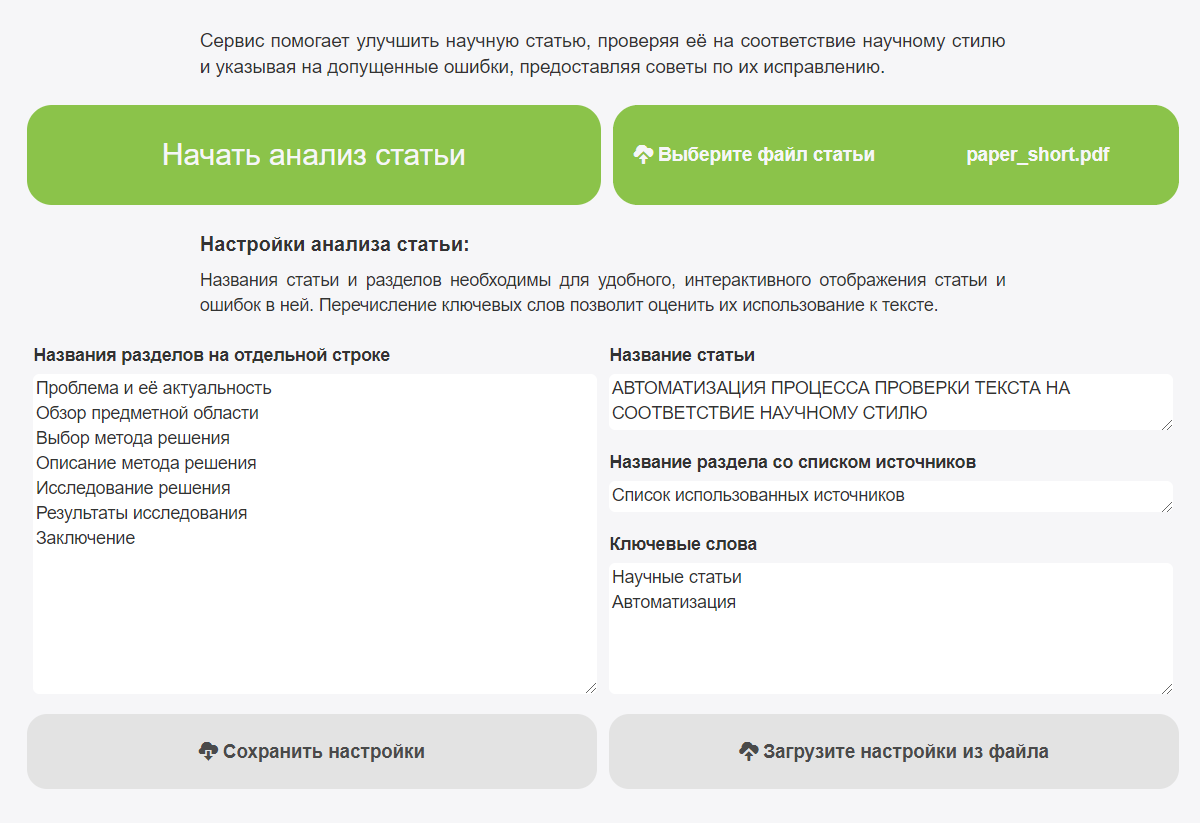 Сервис помогает улучшить научную статью, проверяя её на соответствие научному стилю
и указывая на допущенные ошибки, предоставляя советы по их исправлению.
Начать анализ статьи
Выберите файл статьи
paper_short.pdf
Настройки анализа статьи:
Названия статьи и разделов необходимы для удобного, интерактивного отображения статьи и
ошибок в ней. Перечисление ключевых слов позволит оценить их использование к тексте.
Названия разделов на отдельной строке
Проблема и её актуальность
Обзор предметной области
Выбор метода решения
Описание метода решения
Исследование решения
Результаты исследования
Заключение
Название статьи
АВТОМАТИЗАЦИЯ ПРОЦЕССА ПРОВЕРКИ ТЕКСТА НА
СООТВЕТСТВИЕ НАУЧНОМУ СТИЛЮ
Название раздела со списком источников
Список использованных источников
Ключевые слова
Научные статьи
Автоматизация
Сохранить настройки
Загрузите настройки из файла